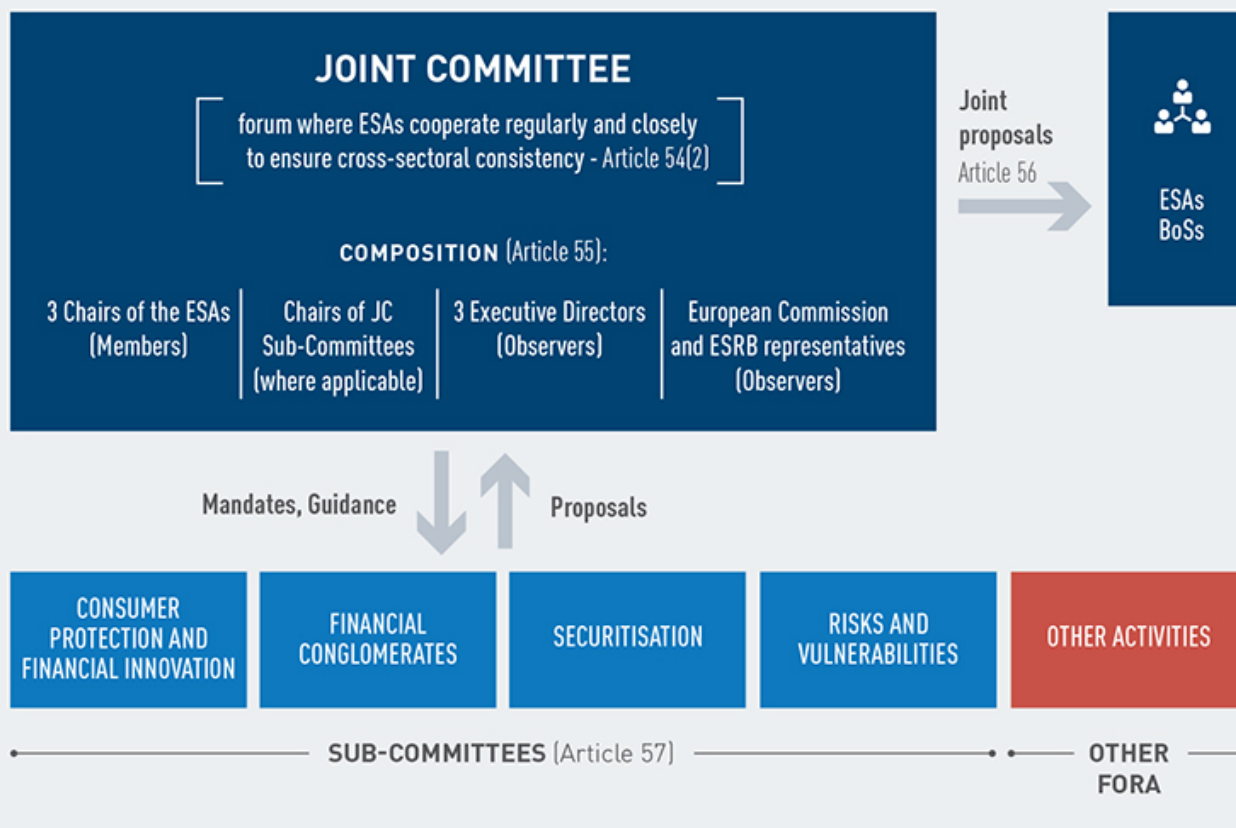 JOINT COMMITTEE
forum where ESAs cooperate regularly and closely
to ensure cross-sectoral consistency - Article 54(2)
COMPOSITION (Article 55):
3 Chairs of the ESAs
(Members)
Chairs of JC
Sub-Committees
(where applicable)
3 Executive Directors
(Observers)
European Commission
and ESRB representatives
(Observers)
Joint
proposals
Article 56
ESAs
BoSs
Mandates, Guidance
Proposals
CONSUMER
PROTECTION AND
FINANCIAL INNOVATION
FINANCIAL
CONGLOMERATES
SECURITISATION
RISKS AND
VULNERABILITIES
OTHER ACTIVITIES
SUB-COMMITTEES (Article 57)
OTHER
FORA